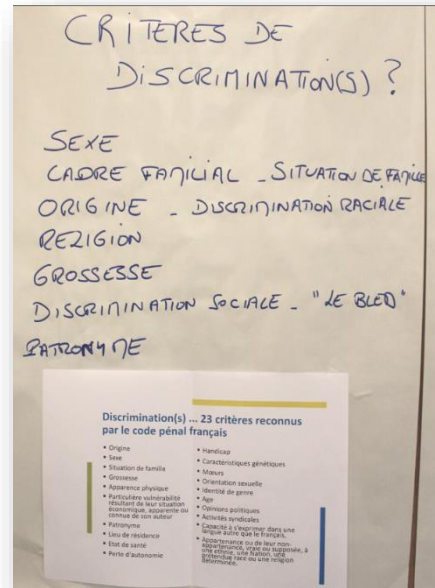 CRITERES DE
DISCRIMINATION(S) ?
SEXE
CADRE FAMILIAL - SITUATION DE FAMILLE
ORIGINE - DISCRIMINATION RACIALE
RELIGION
GROSSESSE
DISCRIMINATION SOCIALE - "LE BLED"
PATRONYME
Discrimination(s) ... 23 critères reconnus
par le code pénal français
• Origine
• Sexe
• Situation de famille
• Grossesse
• Apparence physique
• Particulière vulnérabilité
résultant de leur situation
économique, apparente ou
connue de son auteur
• Patronyme
• Lieu de résidence
• Etat de santé
• Perte d'autonomie
• Handicap
• Caractéristiques génétiques
• Mœurs
• Orientation sexuelle
• Identité de genre
• Age
• Opinions politiques
• Activités syndicales
• Capacité à s'exprimer dans une
langue autre que le français,
• Appartenance ou de leur non-
appartenance, vraie ou supposée, à
une ethnie, une Nation, une
prétendue race ou une religion
déterminée.